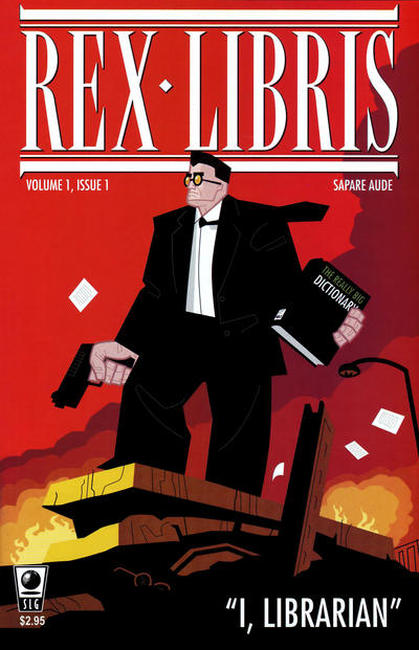 REX·LIBRIS
VOLUME 1, ISSUE 1
SAPARE AUDE
THE REALLY BIG
DICTIONARY
"I, LIBRARIAN"
SLG
$2.95